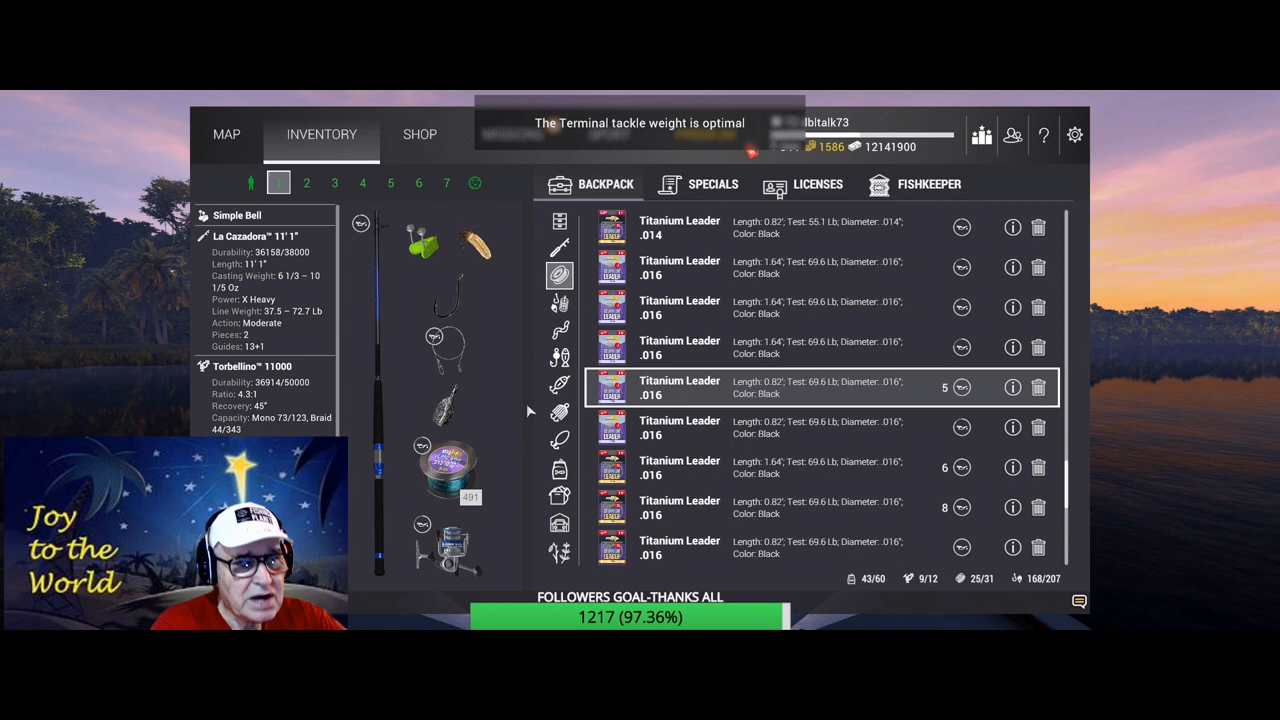 The Terminal tackle weight is optimal
MAP
INVENTORY
SHOP
lbltalk73
1586
12141900
1
2
3
4
5
6
7
BACKPACK
SPECIALS
LICENSES
FISHKEEPER
Simple Bell
La Cazadora™ 11' 1"
Durability: 36158/38000
Length: 11' 1"
Casting Weight: 6 1/3 – 10
1/5 Oz
Power: X Heavy
Line Weight: 37.5 – 72.7 Lb
Action: Moderate
Pieces: 2
Guides: 13+1
Torbellino™ 11000
Durability: 36914/50000
Ratio: 4.3:1
Recovery: 45"
Capacity: Mono 73/123, Braid
44/343
491
Titanium Leader
.014
Length: 0.82'; Test: 55.1 Lb; Diameter: .014";
Color: Black
Titanium Leader
.016
Length: 1.64'; Test: 69.6 Lb; Diameter: .016";
Color: Black
Titanium Leader
.016
Length: 1.64'; Test: 69.6 Lb; Diameter: .016";
Color: Black
Titanium Leader
.016
Length: 1.64'; Test: 69.6 Lb; Diameter: .016";
Color: Black
Titanium Leader
.016
Length: 0.82'; Test: 69.6 Lb; Diameter: .016";
Color: Black
5
Titanium Leader
.016
Length: 0.82'; Test: 69.6 Lb; Diameter: .016";
Color: Black
Titanium Leader
.016
Length: 1.64'; Test: 69.6 Lb; Diameter: .016";
Color: Black
6
Titanium Leader
.016
Length: 0.82'; Test: 69.6 Lb; Diameter: .016";
Color: Black
8
Titanium Leader
.016
Length: 0.82'; Test: 69.6 Lb; Diameter: .016";
Color: Black
43/60
9/12
25/31
168/207
Joy
to the
World
FOLLOWERS GOAL-THANKS ALL
1217 (97.36%)